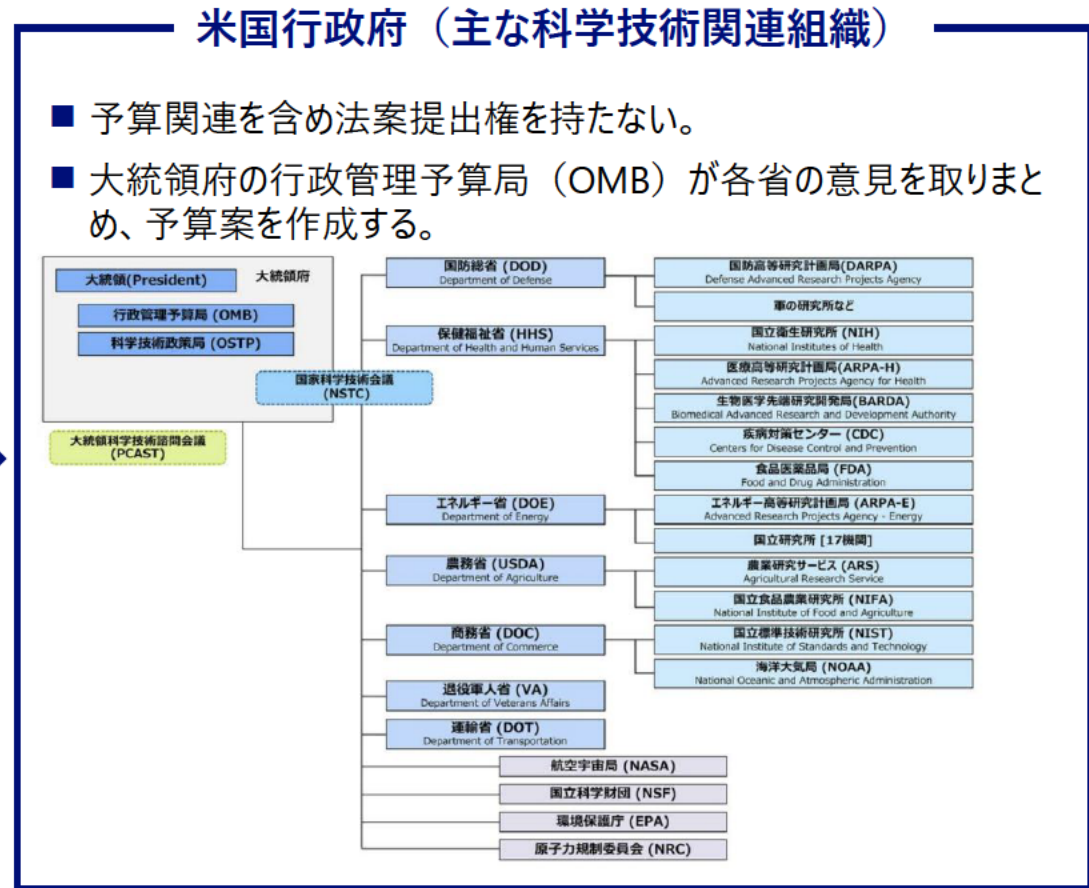 米国行政府（主な科学技術関連組織）
■ 予算関連を含め法案提出権を持たない。
■ 大統領府の行政管理予算局（OMB）が各省の意見を取りまと
め、予算案を作成する。
大統領(President)
大統領府
行政管理予算局 (OMB)
科学技術政策局 (OSTP)
国家科学技術会議
(NSTC)
大統領科学技術諮問会議
(PCAST)
国防総省 (DOD)
Department of Defense
国防高等研究計画局(DARPA)
Defense Advanced Research Projects Agency
軍の研究所など
保健福祉省 (HHS)
Department of Health and Human Services
国立衛生研究所 (NIH)
National Institutes of Health
医療高等研究計画局(ARPA-H)
Advanced Research Projects Agency for Health
生物医学先端研究開発局(BARDA)
Biomedical Advanced Research and Development Authority
疾病対策センター (CDC)
Centers for Disease Control and Prevention
食品医薬品局 (FDA)
Food and Drug Administration
エネルギー省 (DOE)
Department of Energy
エネルギー高等研究計画局 (ARPA-E)
Advanced Research Projects Agency - Energy
国立研究所 [17機関]
農務省 (USDA)
Department of Agriculture
農業研究サービス (ARS)
Agricultural Research Service
国立食品農業研究所 (NIFA)
National Institute of Food and Agriculture
商務省 (DOC)
Department of Commerce
国立標準技術研究所 (NIST)
National Institute of Standards and Technology
海洋大気局 (NOAA)
National Oceanic and Atmospheric Administration
退役軍人省 (VA)
Department of Veterans Affairs
運輸省 (DOT)
Department of Transportation
航空宇宙局 (NASA)
国立科学財団 (NSF)
環境保護庁 (EPA)
原子力規制委員会 (NRC)